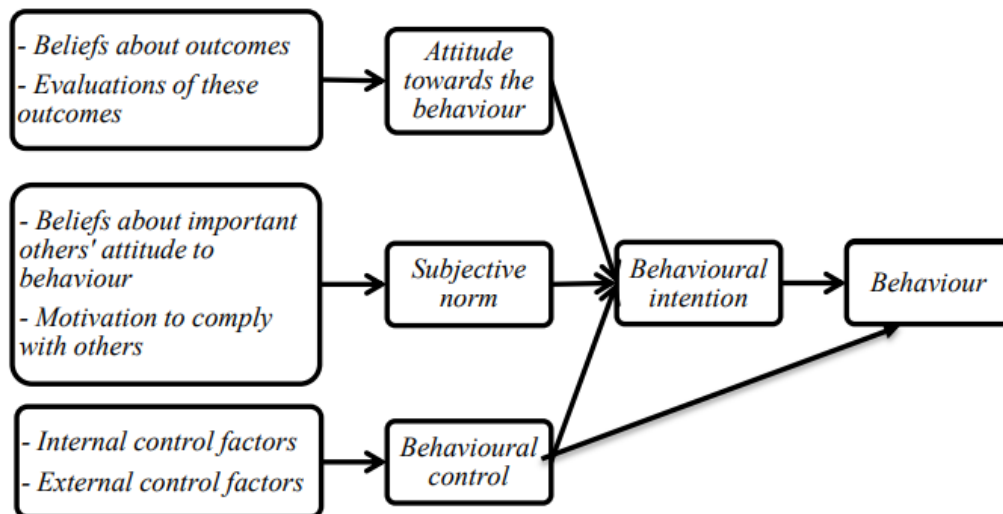 - Beliefs about outcomes
- Evaluations of these
outcomes
Attitude
towards the
behaviour
- Beliefs about important
others' attitude to
behaviour
- Motivation to comply
with others
Subjective
norm
Behavioural
intention
Behaviour
- Internal control factors
- External control factors
Behavioural
control